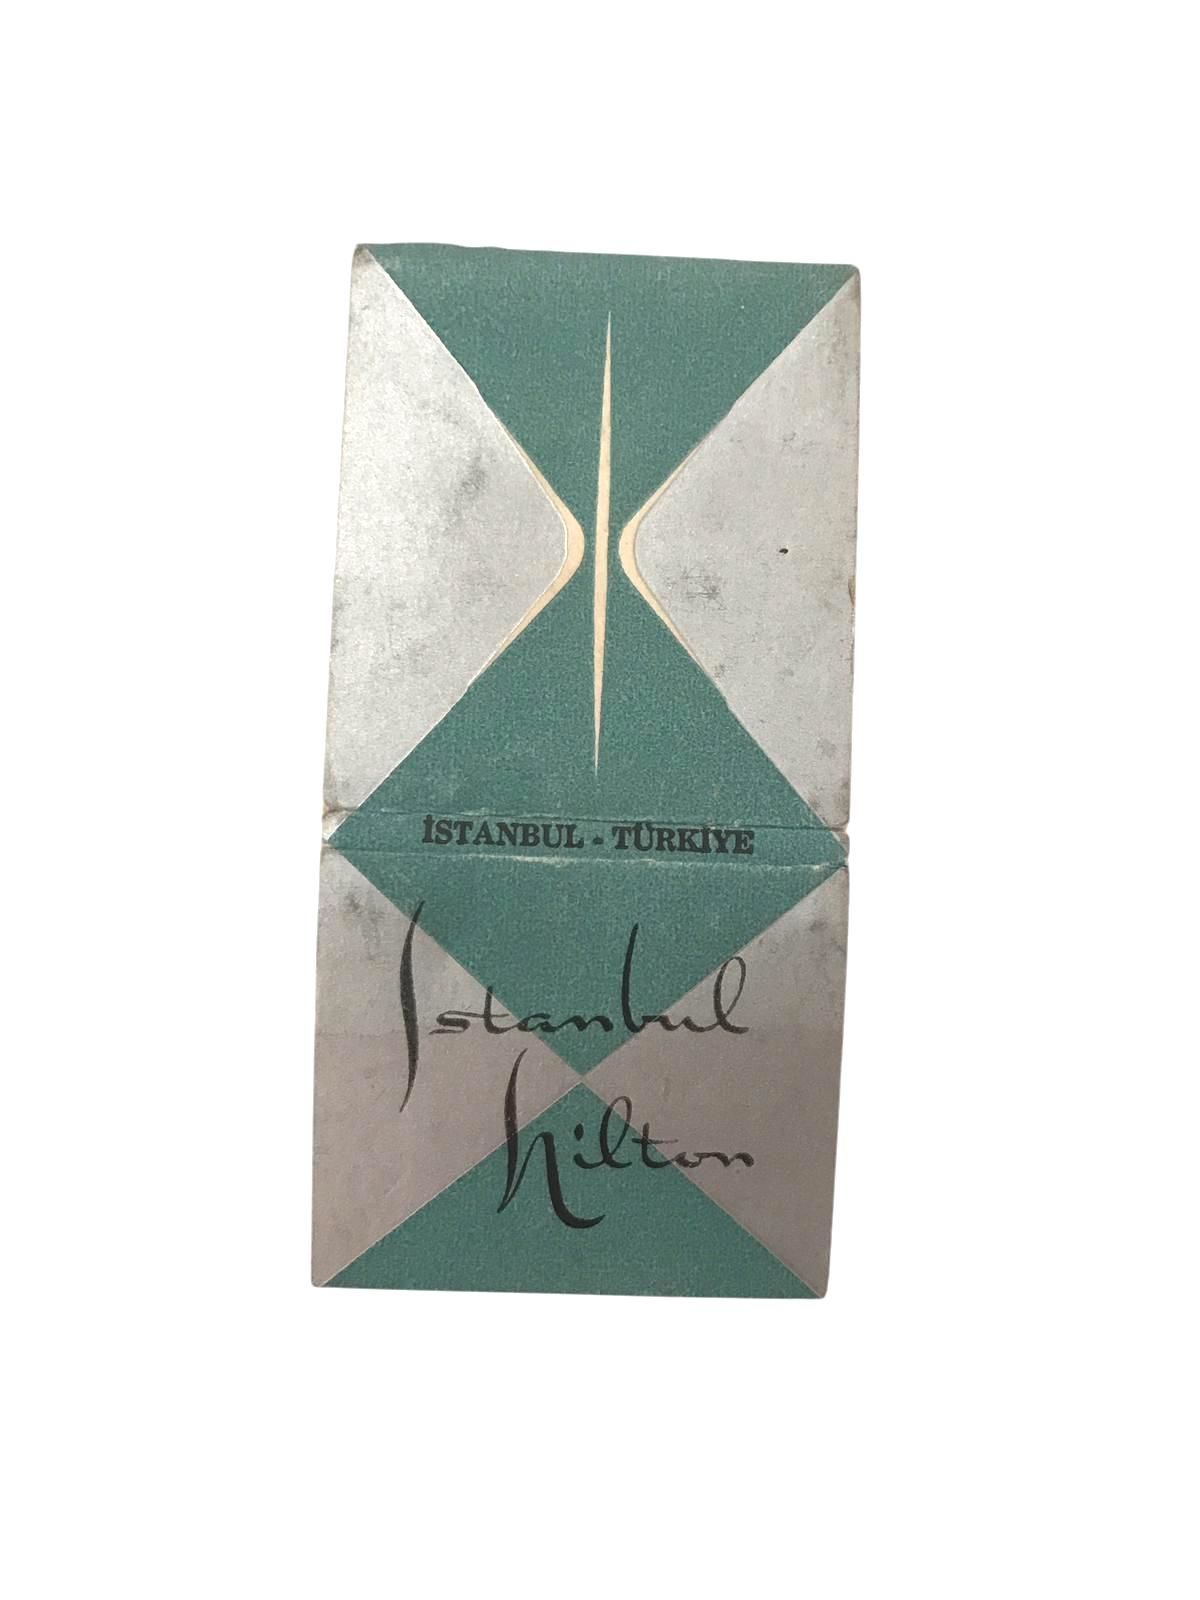 İSTANBUL - TÜRKİYE
Istanbul
hilton